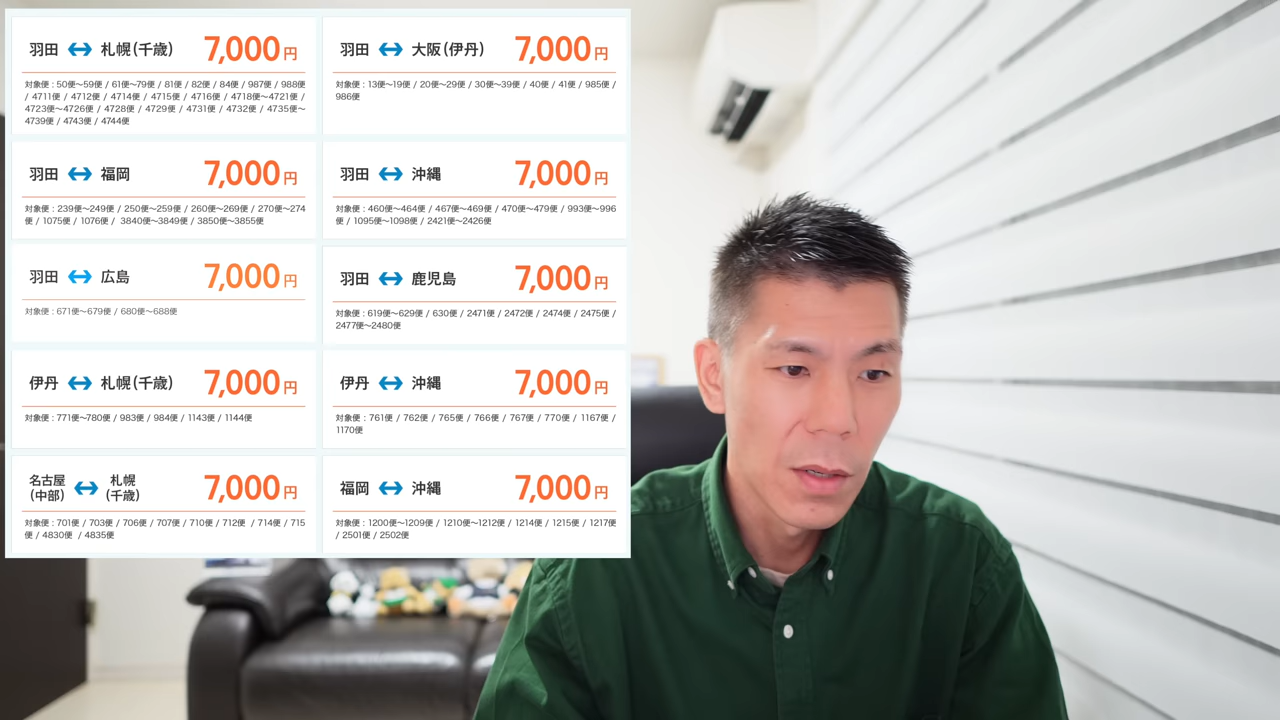 羽田 ↔ 札幌(千歳) 7,000円
対象便 : 50便〜59便 / 61便〜79便 / 81便 / 82便 / 84便 / 987便 / 988便
/ 4711便 / 4712便 / 4714便 / 4715便 / 4716便 / 4718便〜4721便 /
4723便〜4726便 / 4728便 / 4729便 / 4731便 / 4732便 / 4735便〜
4739便 / 4743便 / 4744便
羽田 ↔ 大阪(伊丹) 7,000円
対象便 : 13便〜19便 / 20便〜29便 / 30便〜39便 / 40便 / 41便 / 985便 /
986便
羽田 ↔ 福岡 7,000円
対象便 : 239便〜249便 / 250便〜259便 / 260便〜269便 / 270便〜274
便 / 1075便 / 1076便 / 3840便〜3849便 / 3850便〜3855便
羽田 ↔ 沖縄 7,000円
対象便 : 460便〜464便 / 467便〜469便 / 470便〜479便 / 993便〜996
便 / 1095便〜1098便 / 2421便〜2426便
羽田 ↔ 広島 7,000円
対象便 : 671便〜679便 / 680便〜688便
羽田 ↔ 鹿児島 7,000円
対象便 : 619便〜629便 / 630便 / 2471便 / 2472便 / 2474便 / 2475便 /
2477便〜2480便
伊丹 ↔ 札幌(千歳) 7,000円
対象便 : 771便〜780便 / 983便 / 984便 / 1143便 / 1144便
伊丹 ↔ 沖縄 7,000円
対象便 : 761便 / 762便 / 765便 / 766便 / 767便 / 770便 / 1167便 /
1170便
名古屋(中部) ↔ 札幌(千歳) 7,000円
対象便 : 701便 / 703便 / 706便 / 707便 / 710便 / 712便 / 714便 / 715
便 / 4830便 / 4835便
福岡 ↔ 沖縄 7,000円
対象便 : 1200便〜1209便 / 1210便〜1212便 / 1214便 / 1215便 / 1217便
/ 2501便 / 2502便